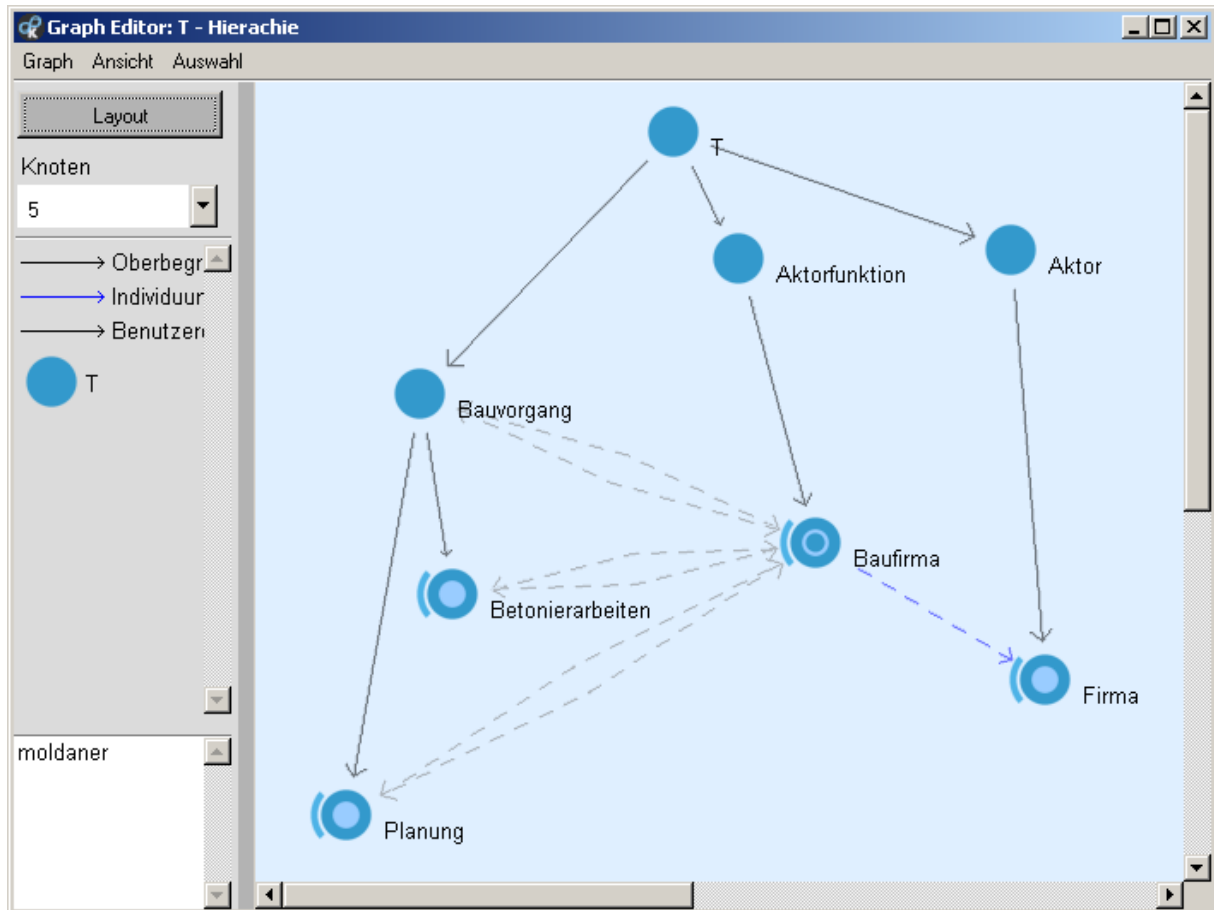 Graph Editor: T - Hierachie
Graph Ansicht Auswahl
Layout
Knoten
5
Oberbegr
Individuur
Benutzer
T
moldaner
T
Aktorfunktion
Aktor
Bauvorgang
Baufirma
Betonierarbeiten
Firma
Planung